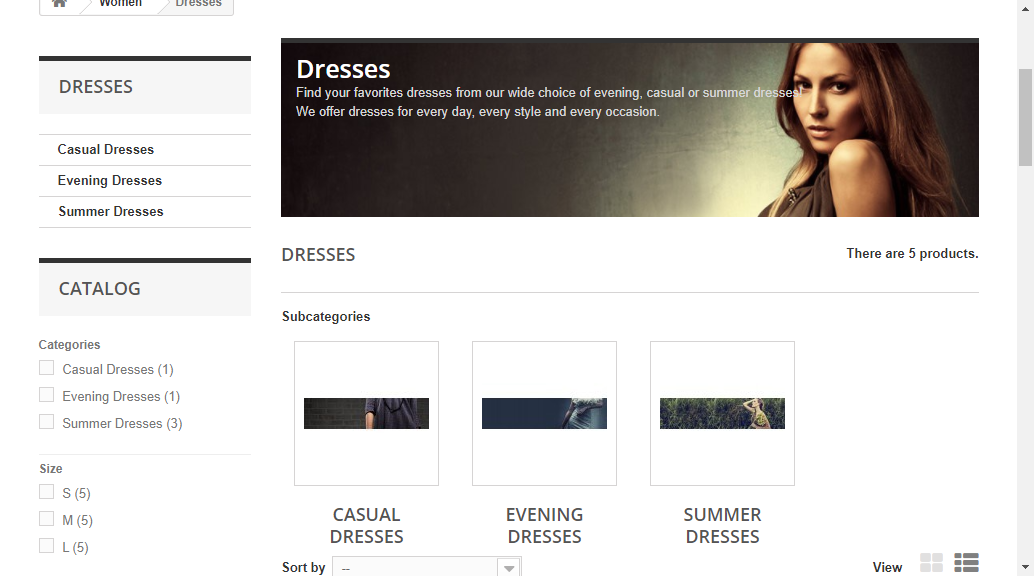 Women
Dresses
DRESSES
Casual Dresses
Evening Dresses
Summer Dresses
CATALOG
Categories
Casual Dresses (1)
Evening Dresses (1)
Summer Dresses (3)
Size
S (5)
M (5)
L (5)
Dresses
Find your favorites dresses from our wide choice of evening, casual or summer dresses!
We offer dresses for every day, every style and every occasion.
DRESSES
There are 5 products.
Subcategories
CASUAL
DRESSES
EVENING
DRESSES
SUMMER
DRESSES
Sort by
--
View